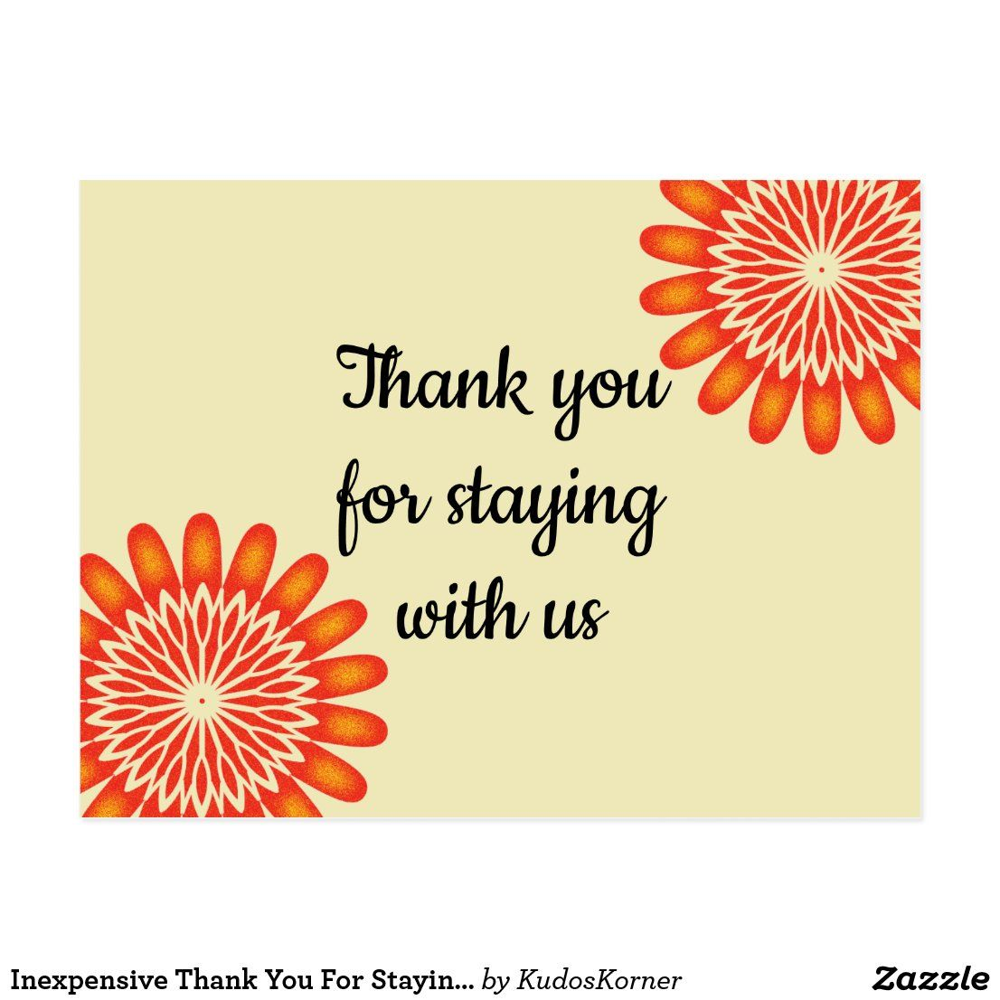 Thank you
for staying
with us
Inexpensive Thank You For Stayin... by KudosKorner Zazzle